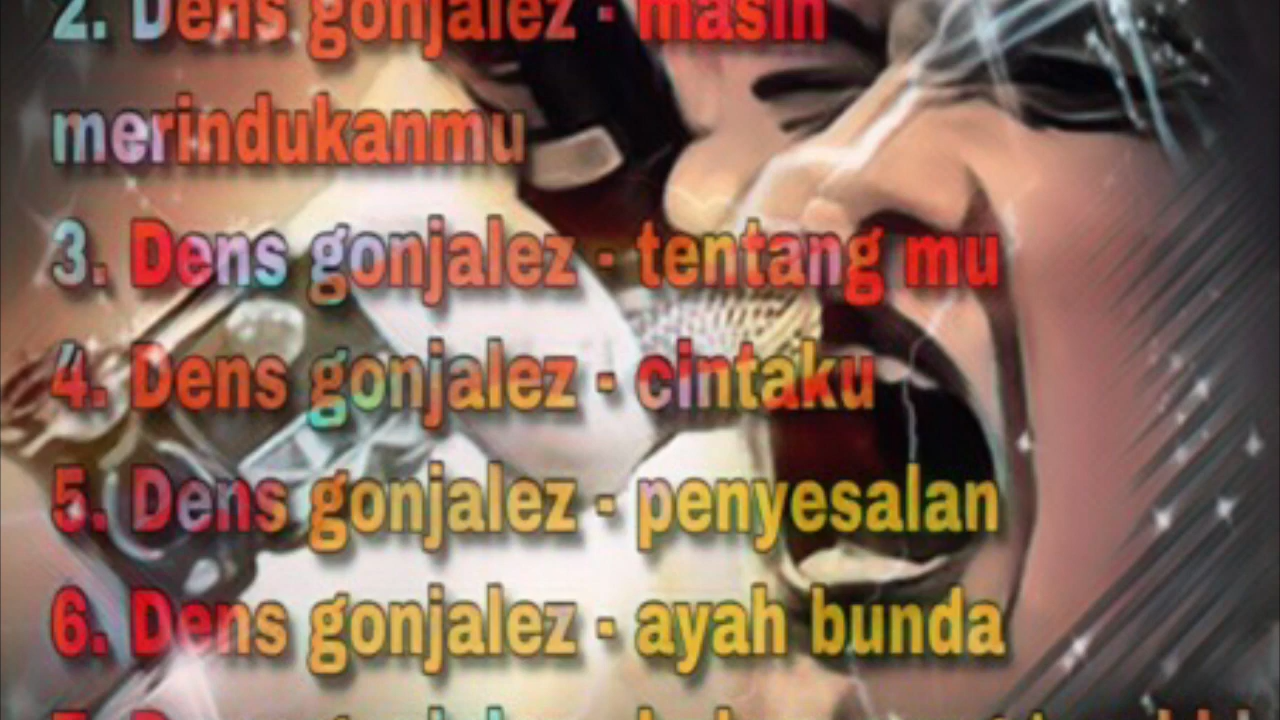 2. Dens gonjalez - masih
merindukanmu
3. Dens gonjalez - tentang mu
4. Dens gonjalez - cintaku
5. Dens gonjalez - penyesalan
6. Dens gonjalez - ayah bunda